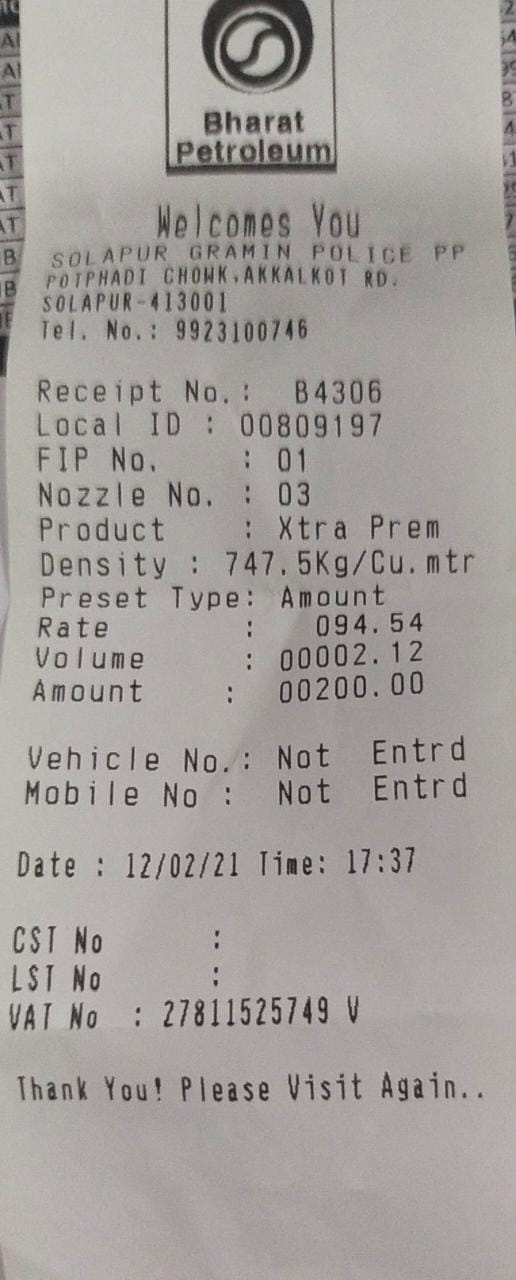 Bharat
Petroleum
Welcomes You
SOLAPUR GRAMIN POLICE PP
POTPHADI CHOWK,AKKALKOT RD.
SOLAPUR-413001
Tel. No.: 9923100746
Receipt No.: B4306
Local ID : 00809197
FIP No. : 01
Nozzle No. : 03
Product : Xtra Prem
Density : 747.5Kg/Cu.mtr
Preset Type: Amount
Rate : 094.54
Volume : 00002.12
Amount : 00200.00
Vehicle No.: Not Entrd
Mobile No : Not Entrd
Date : 12/02/21 Time: 17:37
CST No :
LST No :
VAT No : 27811525749 V
Thank You! Please Visit Again..